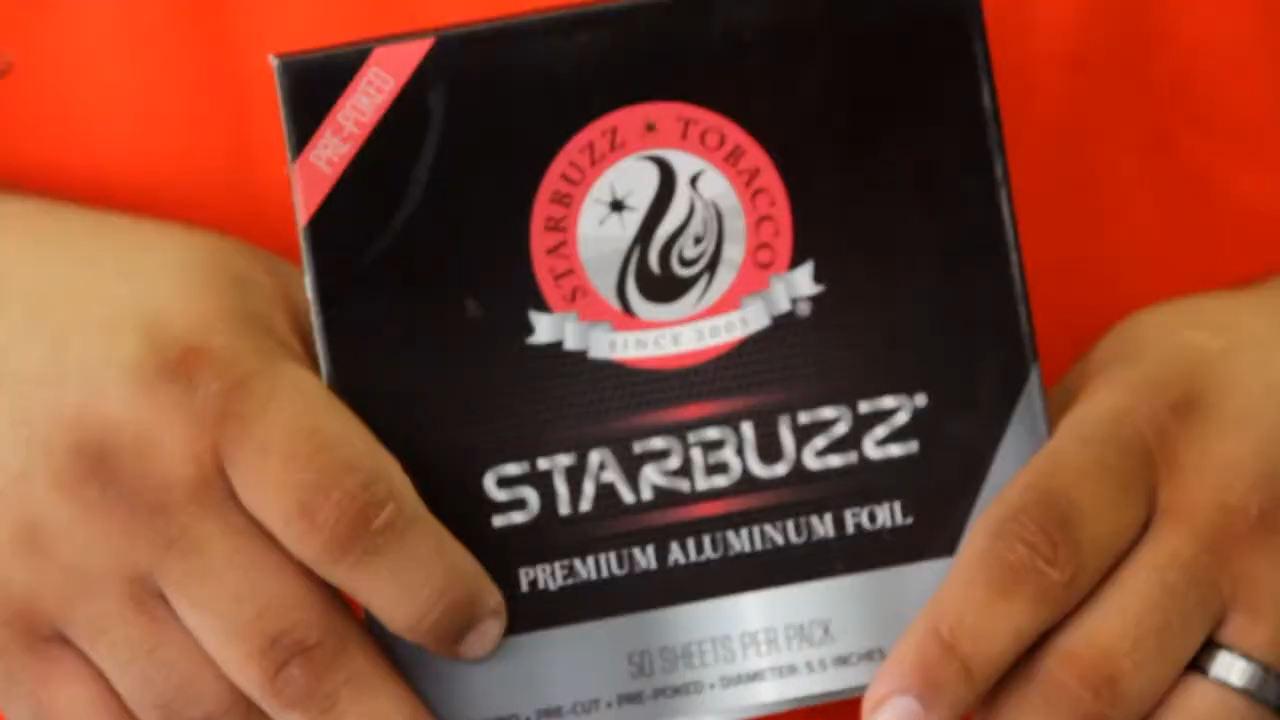 PRE-POKED
STARBUZZ ★ TOBACCO
SINCE 2005
STARBUZZ
PREMIUM ALUMINUM FOIL
50 SHEETS PER PACK
• PRE-CUT • PRE-POKED • DIAMETER: 5.5 INCHES